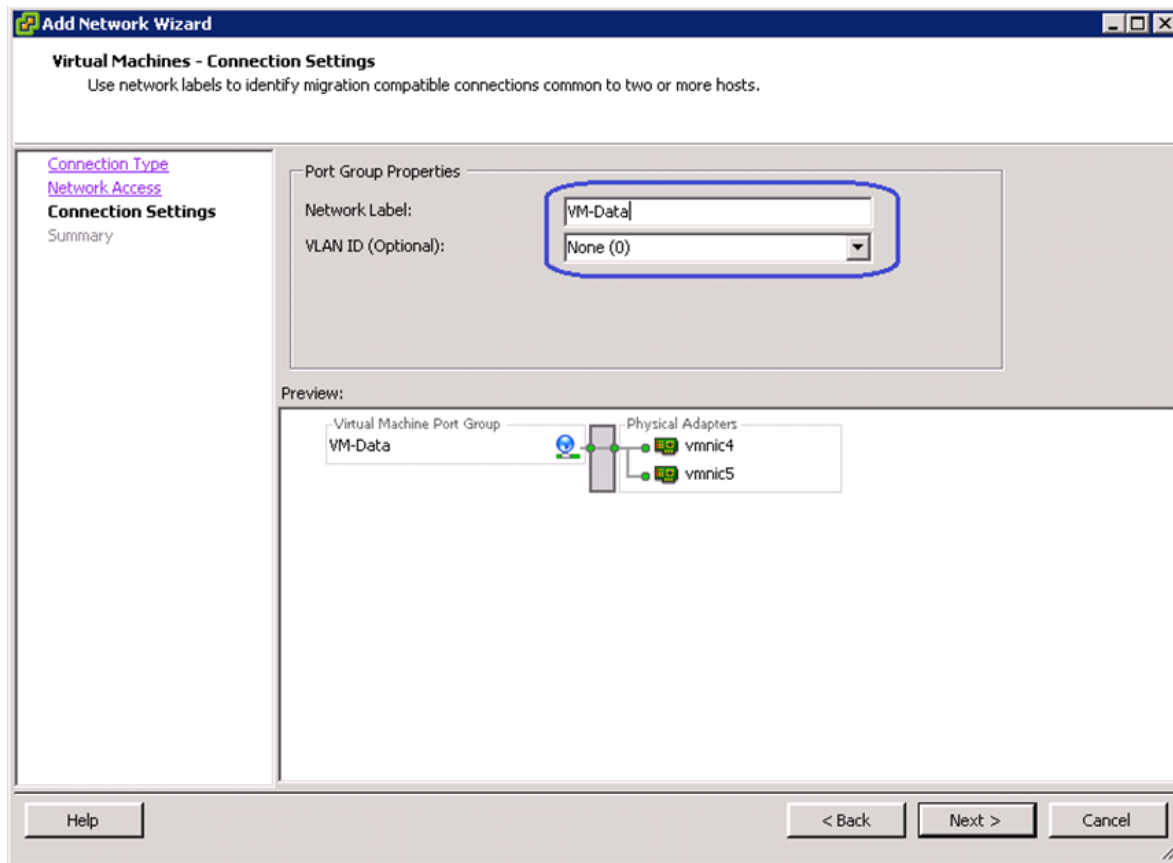 Add Network Wizard
Virtual Machines - Connection Settings
Use network labels to identify migration compatible connections common to two or more hosts.
Connection Type
Network Access
Connection Settings
Summary
Port Group Properties
Network Label:
VM-Data
VLAN ID (Optional):
None (0)
Preview:
Virtual Machine Port Group
VM-Data
Physical Adapters
vmnic4
vmnic5
Help
< Back
Next >
Cancel